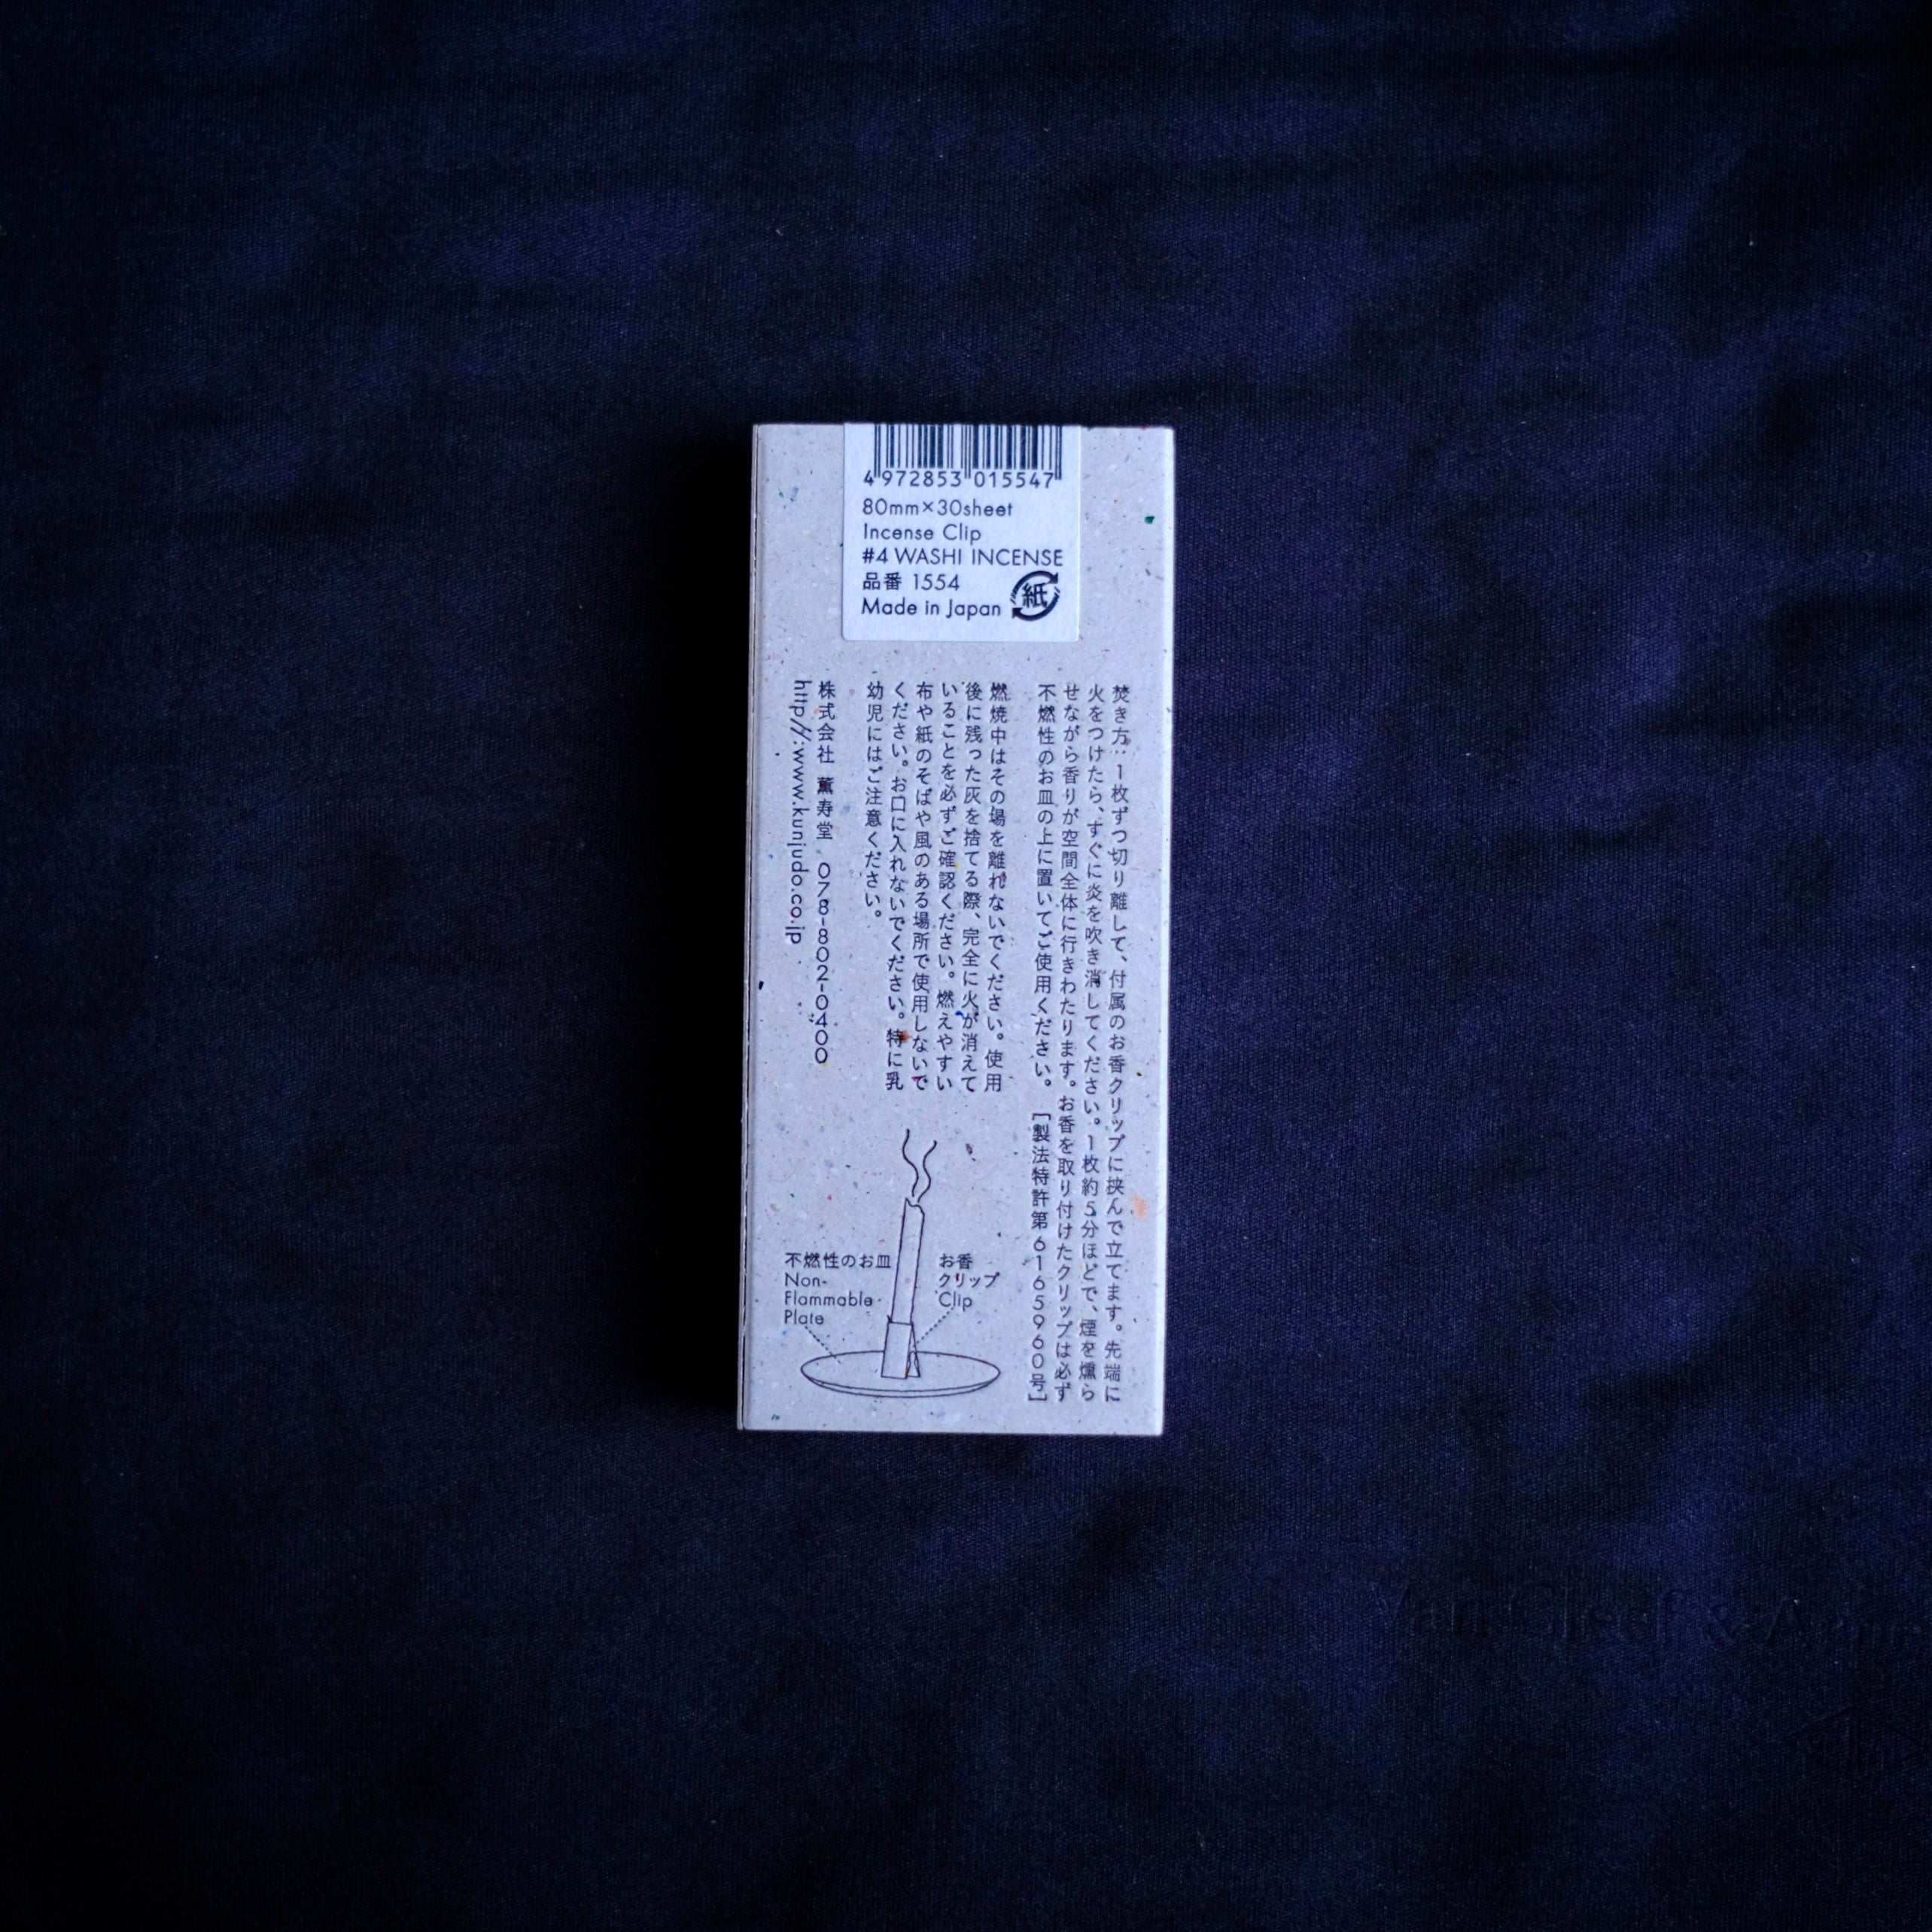 4972853 015547
80mm×30sheet
Incense Clip
#4 WASHI INCENSE
品番 1554
Made in Japan
紙
焚き方：1枚ずつ切り離して、付属のお香クリップに挟んで立てます。先端に
火をつけたら、すぐに炎を吹き消してください。1枚約5分ほどで、煙を燻ら
せながら香りが空間全体に行きわたります。お香を取り付けたクリップは必ず
不燃性のお皿の上に置いてご使用ください。［製法特許第6165960号］
燃焼中はその場を離れないでください。使用
後に残った灰を捨てる際、完全に火が消えて
いることを必ずご確認ください。燃えやすい
布や紙のそばや風のある場所で使用しないで
ください。お口に入れないでください。特に乳
幼児にはご注意ください。
株式会社 薫寿堂 078-802-0400
http//:www.kunjudo.co.jp
不燃性のお皿
Non-
Flammable
Plate
お香
クリップ
Clip
Van Cleef &